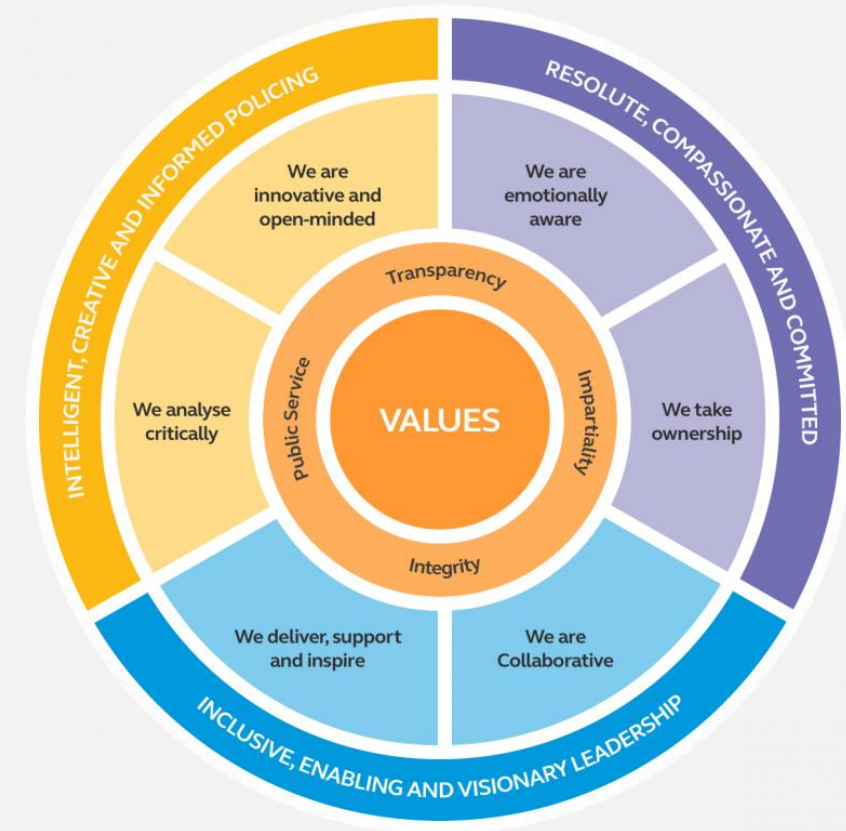 INTELLIGENT, CREATIVE AND INFORMED POLICING
RESOLUTE, COMPASSIONATE AND COMMITTED
We are
innovative and
open-minded
We are
emotionally
aware
Transparency
We analyse
critically
Public Service
VALUES
Impartiality
We take
ownership
Integrity
We deliver, support
and inspire
We are
Collaborative
INCLUSIVE, ENABLING AND VISIONARY LEADERSHIP